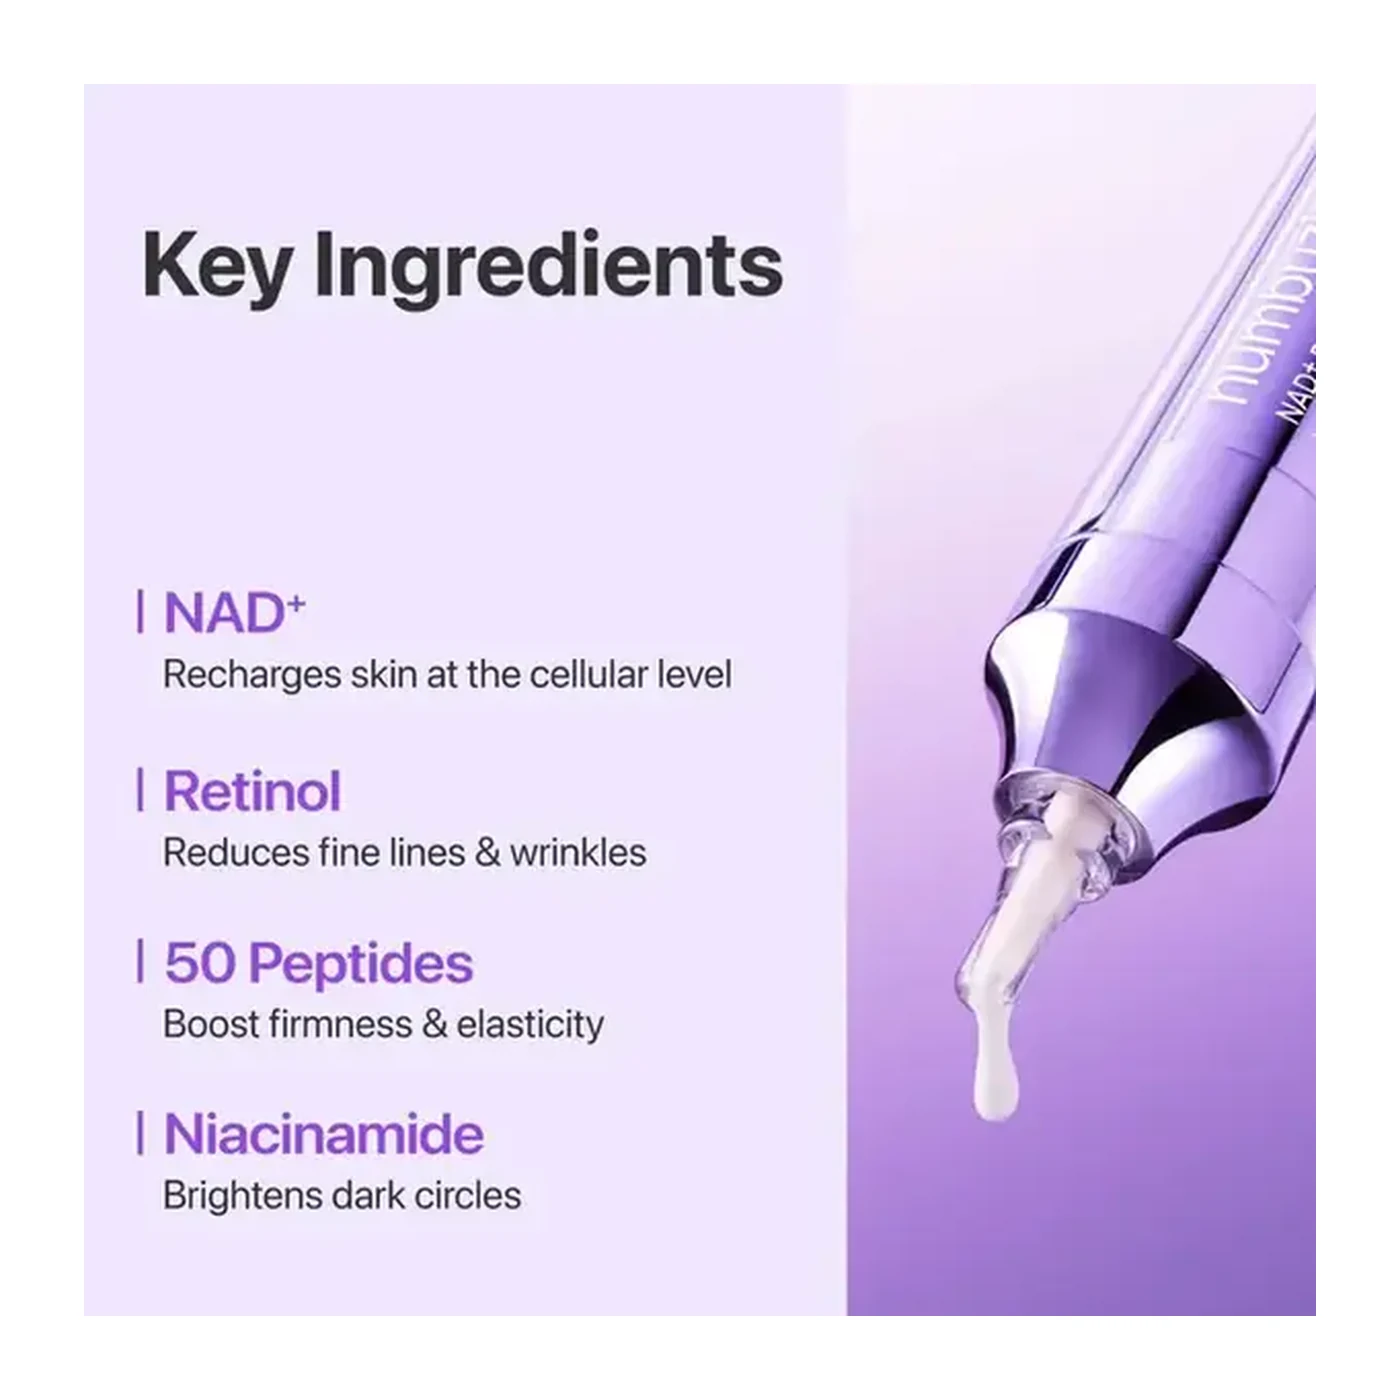 Key Ingredients
NAD+
Recharges skin at the cellular level
Retinol
Reduces fine lines & wrinkles
50 Peptides
Boost firmness & elasticity
Niacinamide
Brightens dark circles
NAD+